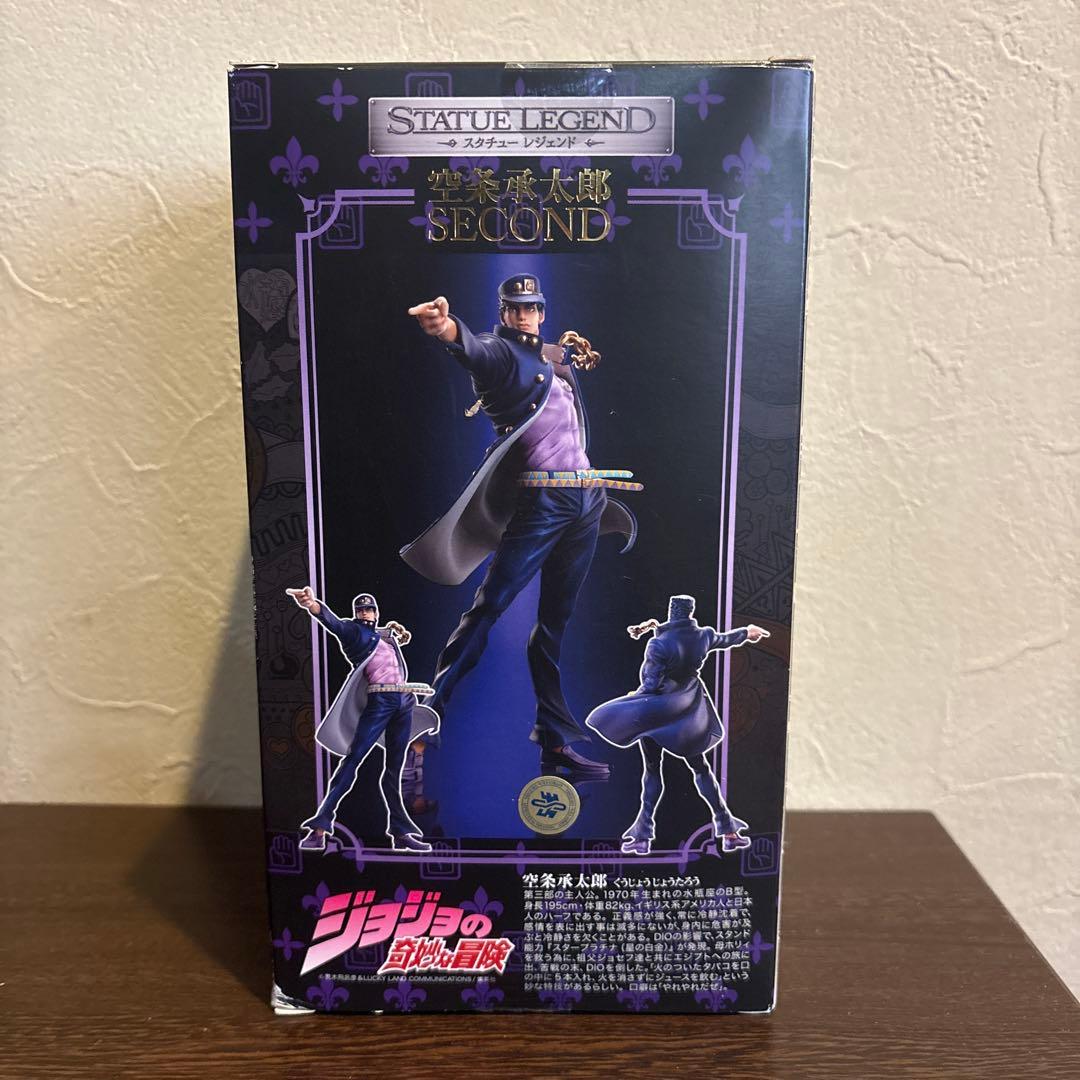 STATUE LEGEND
スタチュー レジェンド
空条承太郎
SECOND
空条承太郎 くうじょうじょうたろう
第三部の主人公。1970年生まれの水瓶座のB型。
身長195cm・体重82kg、イギリス系アメリカ人と日本
人のハーフである。正義感が強く、常に冷静沈着で、
感情を表に出す事は滅多にないが、身内に危害が及
ぶと冷静さを欠くことがある。DIOの影響で、スタンド
能力「スタープラチナ(星の白金)」が発現。母ホリィ
を救う為に、祖父ジョセフ達と共にエジプトへの旅に
出、苦戦の末、DIOを倒した。「火のついたタバコを口
の中に5本入れ、火を消さずにジュースを飲む」という
妙な特技があるらしい。口癖は「やれやれだぜ」。
ジョジョの
奇妙な冒険
©荒木飛呂彦&LUCKY LAND COMMUNICATIONS/集英社